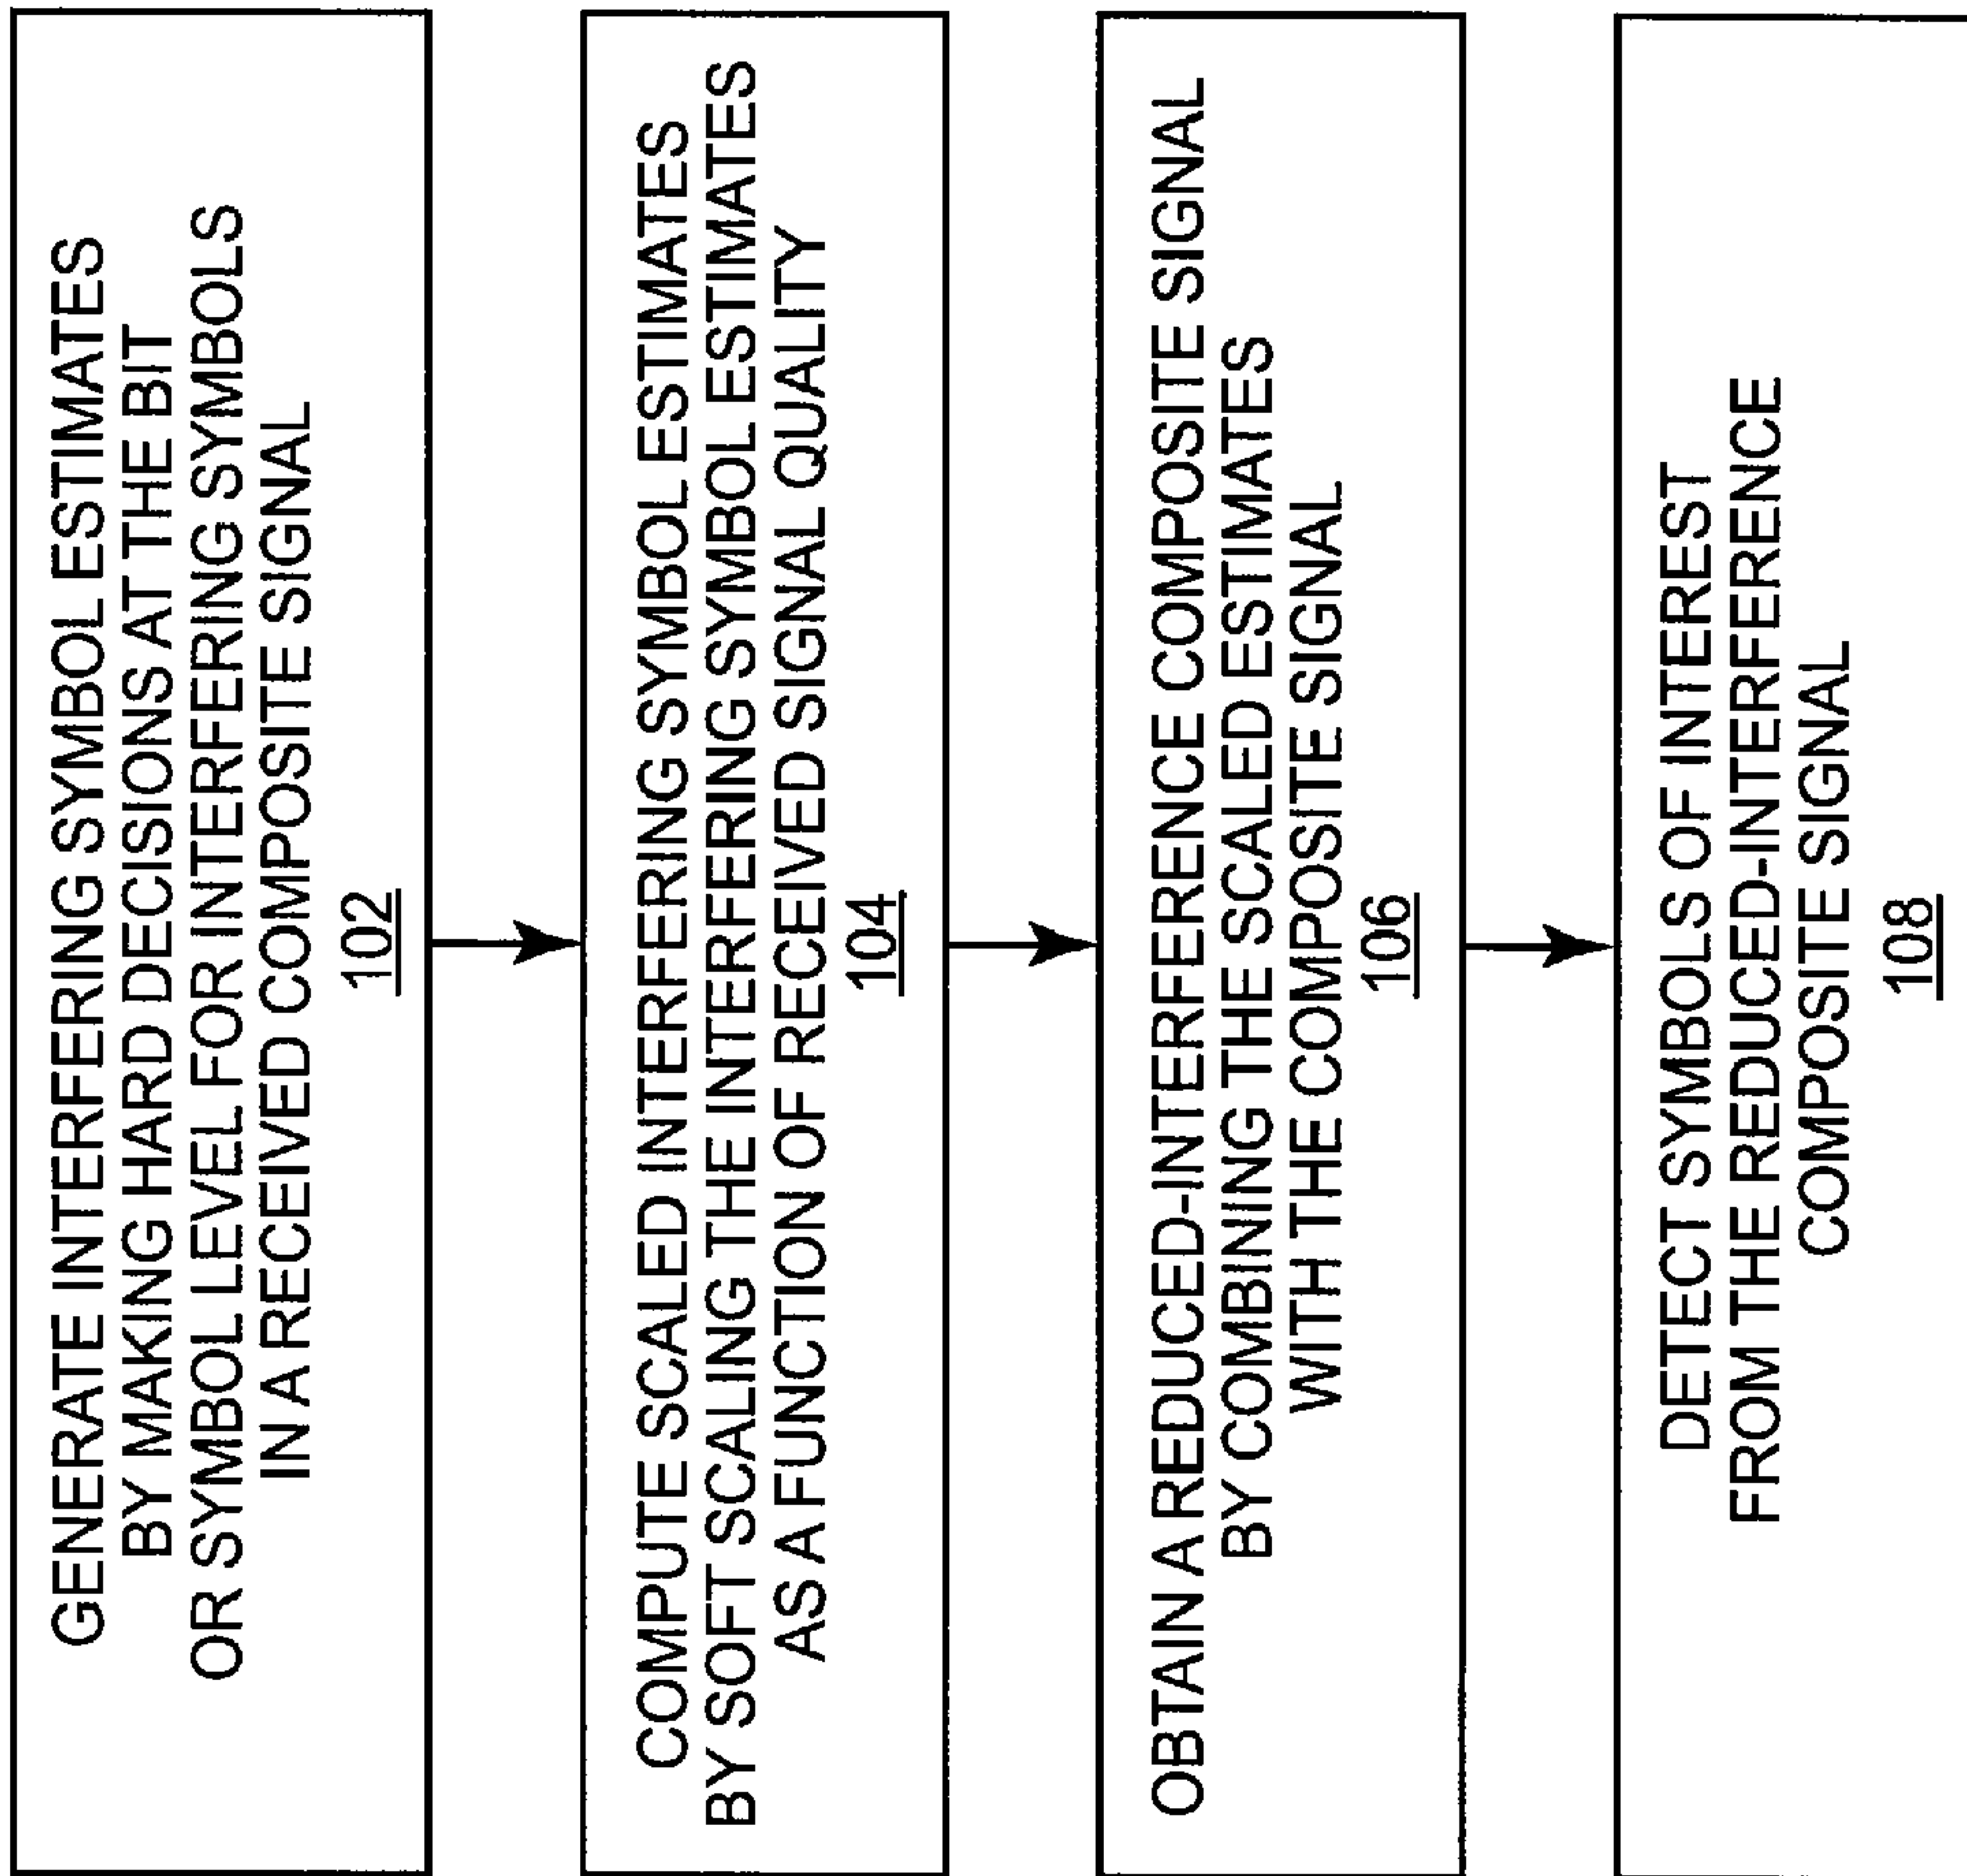 GENERATE INTERFERING SYMBOL ESTIMATES
BY MAKING HARD DECISIONS AT THE BIT
OR SYMBOL LEVEL FOR INTERFERING SYMBOLS
IN A RECEIVED COMPOSITE SIGNAL
102
COMPUTE SCALED INTERFERING SYMBOL ESTIMATES
BY SOFT SCALING THE INTERFERING SYMBOL ESTIMATES
AS A FUNCTION OF RECEIVED SIGNAL QUALITY
104
OBTAIN A REDUCED-INTERFERENCE COMPOSITE SIGNAL
BY COMBINING THE SCALED ESTIMATES
WITH THE COMPOSITE SIGNAL
106
DETECT SYMBOLS OF INTEREST
FROM THE REDUCED-INTERFERENCE
COMPOSITE SIGNAL
108